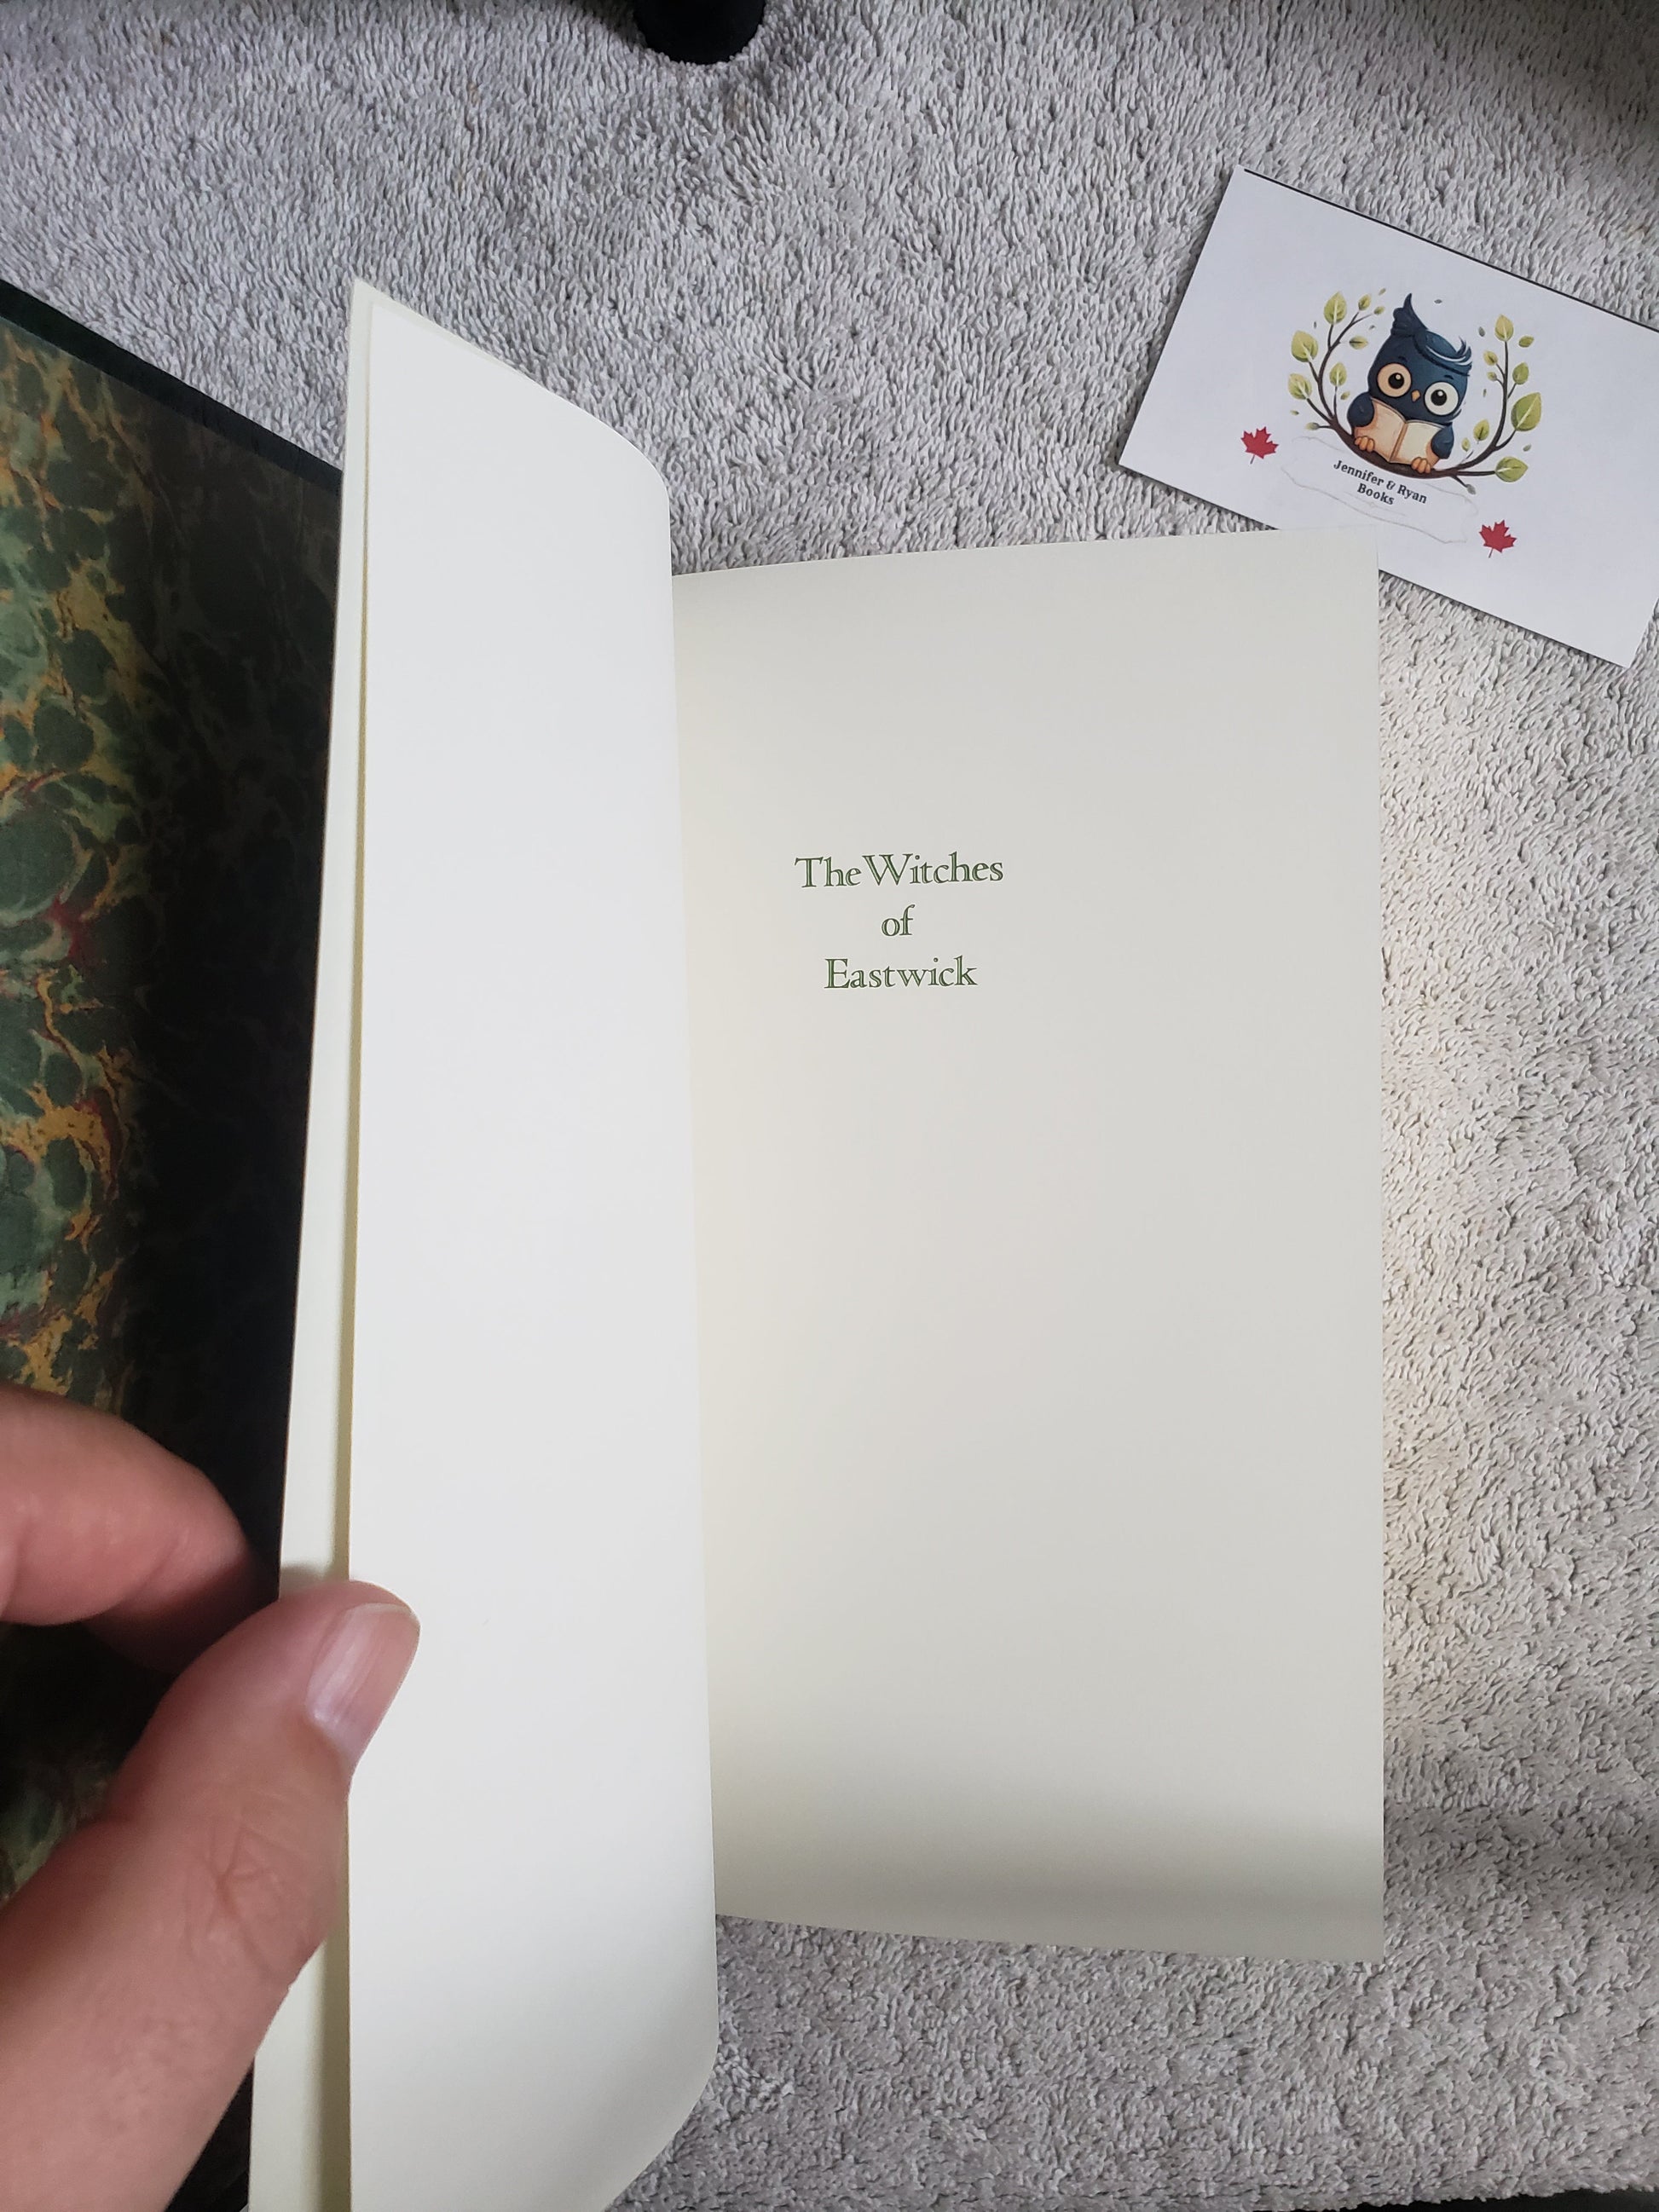 Jennifer & Ryan
Books
The Witches
of
Eastwick